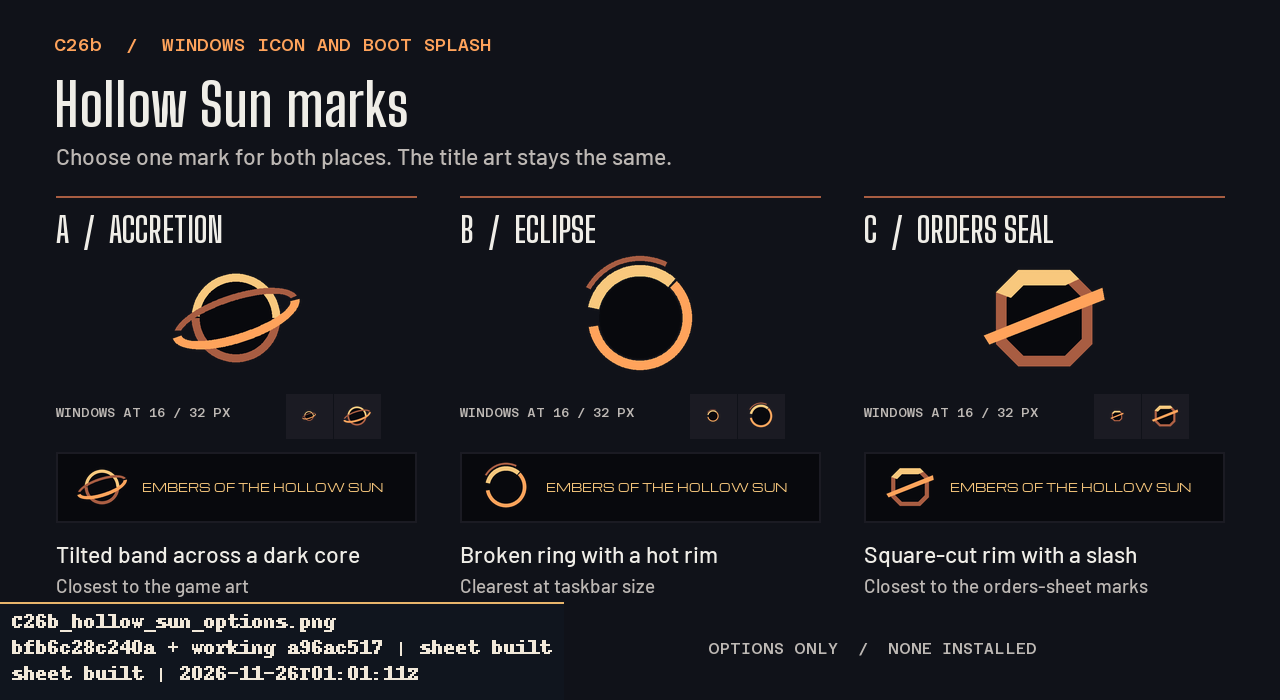 C26b / WINDOWS ICON AND BOOT SPLASH
Hollow Sun marks
Choose one mark for both places. The title art stays the same.
A / ACCRETION
B / ECLIPSE
C / ORDERS SEAL
WINDOWS AT 16 / 32 PX
WINDOWS AT 16 / 32 PX
WINDOWS AT 16 / 32 PX
EMBERS OF THE HOLLOW SUN
EMBERS OF THE HOLLOW SUN
EMBERS OF THE HOLLOW SUN
Tilted band across a dark core
Closest to the game art
Broken ring with a hot rim
Clearest at taskbar size
Square-cut rim with a slash
Closest to the orders-sheet marks
C26b_hollow_sun_options.png
bfb6c28c240a + working a96ac517 | sheet built
sheet built | 2026-11-26T01:01:11Z
OPTIONS ONLY / NONE INSTALLED